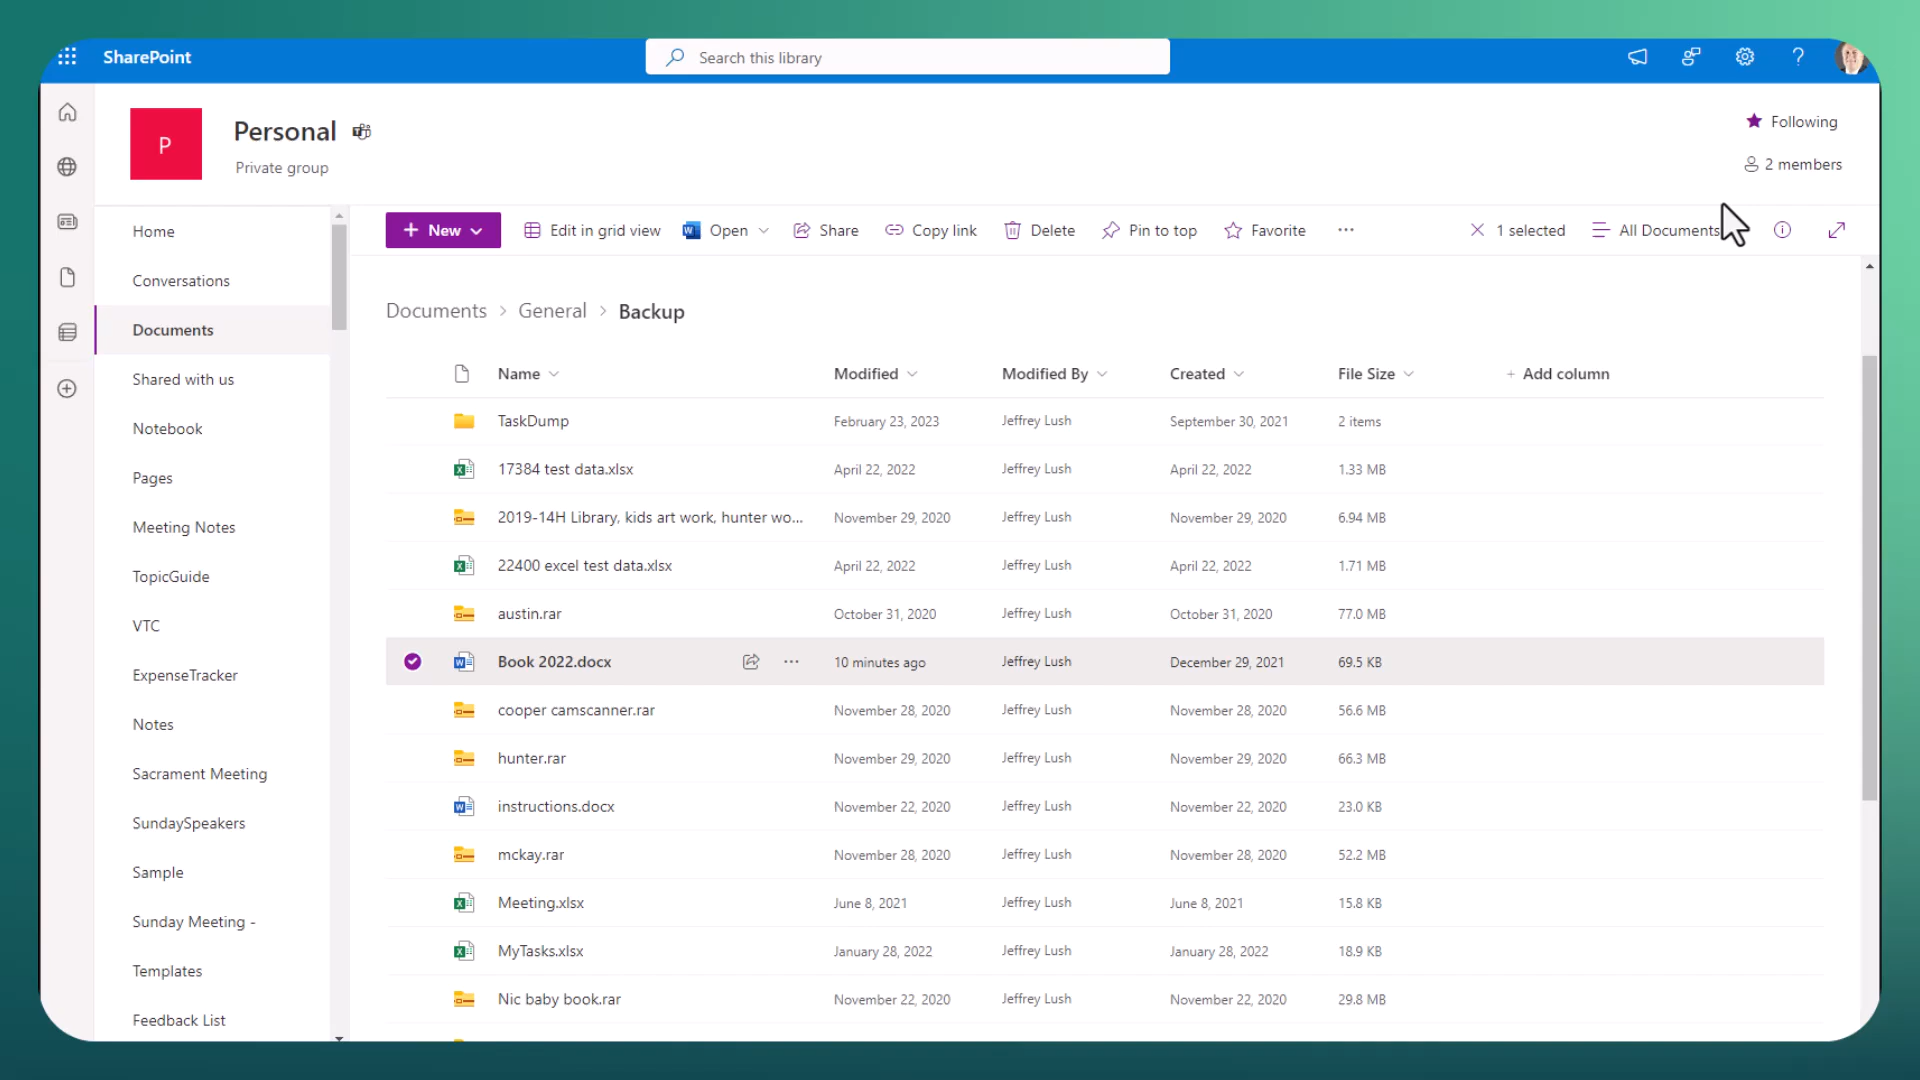 SharePoint
Search this library
P
Personal
Private group
Following
2 members
Home
Conversations
Documents
Shared with us
Notebook
Pages
Meeting Notes
TopicGuide
VTC
ExpenseTracker
Notes
Sacrament Meeting
SundaySpeakers
Sample
Sunday Meeting -
Templates
Feedback List
+ New Edit in grid view Open Share Copy link Delete Pin to top Favorite ... 1 selected All Documents
Documents > General > Backup
Name Modified Modified By Created File Size + Add column
TaskDump February 23, 2023 Jeffrey Lush September 30, 2021 2 items
17384 test data.xlsx April 22, 2022 Jeffrey Lush April 22, 2022 1.33 MB
2019-14H Library, kids art work, hunter wo... November 29, 2020 Jeffrey Lush November 29, 2020 6.94 MB
22400 excel test data.xlsx April 22, 2022 Jeffrey Lush April 22, 2022 1.71 MB
austin.rar October 31, 2020 Jeffrey Lush October 31, 2020 77.0 MB
Book 2022.docx ... 10 minutes ago Jeffrey Lush December 29, 2021 69.5 KB
cooper camscanner.rar November 28, 2020 Jeffrey Lush November 28, 2020 56.6 MB
hunter.rar November 29, 2020 Jeffrey Lush November 29, 2020 66.3 MB
instructions.docx November 22, 2020 Jeffrey Lush November 22, 2020 23.0 KB
mckay.rar November 28, 2020 Jeffrey Lush November 28, 2020 52.2 MB
Meeting.xlsx June 8, 2021 Jeffrey Lush June 8, 2021 15.8 KB
MyTasks.xlsx January 28, 2022 Jeffrey Lush January 28, 2022 18.9 KB
Nic baby book.rar November 22, 2020 Jeffrey Lush November 22, 2020 29.8 MB